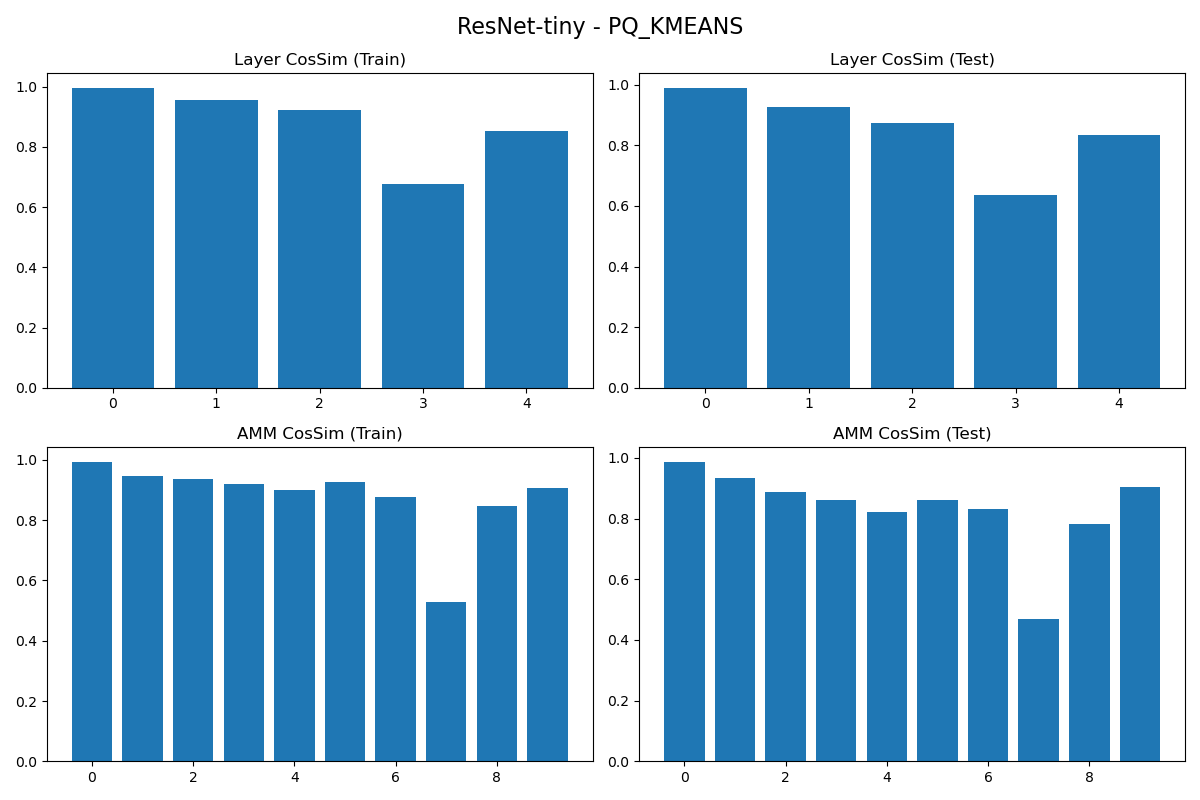 ResNet-tiny - PQ_KMEANS
Layer CosSim (Train)
1.0
0.8
0.6
0.4
0.2
0.0
0 1 2 3 4
Layer CosSim (Test)
1.0
0.8
0.6
0.4
0.2
0.0
0 1 2 3 4
AMM CosSim (Train)
1.0
0.8
0.6
0.4
0.2
0.0
0 2 4 6 8
AMM CosSim (Test)
1.0
0.8
0.6
0.4
0.2
0.0
0 2 4 6 8